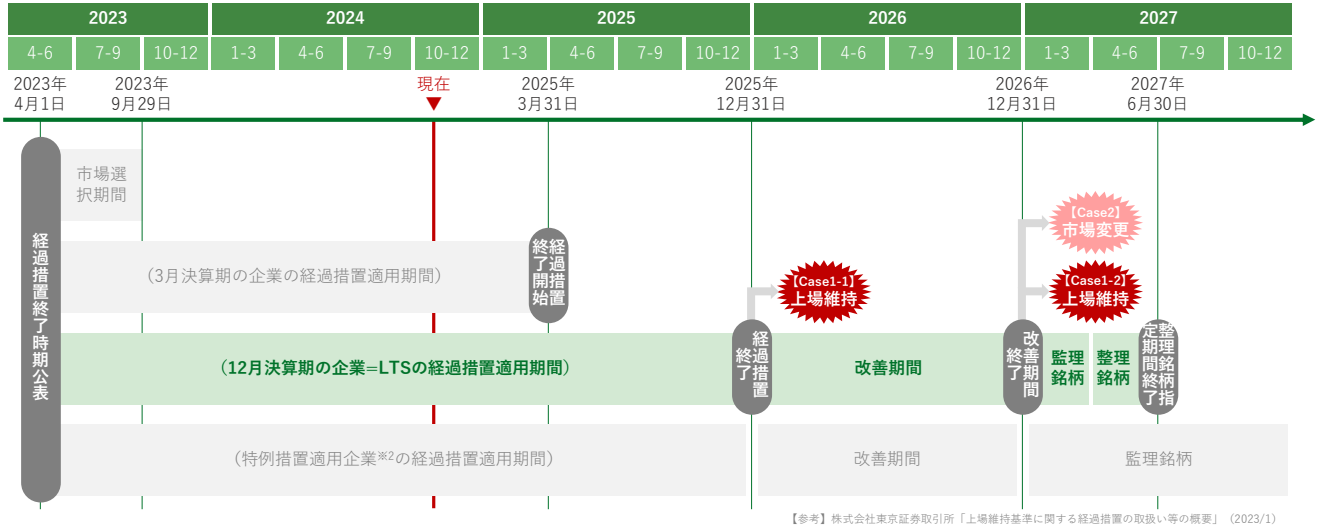 2023 2024 2025 2026 2027
4-6 7-9 10-12 1-3 4-6 7-9 10-12 1-3 4-6 7-9 10-12 1-3 4-6 7-9 10-12 1-3 4-6 7-9 10-12
2023年
4月1日
2023年
9月29日
現在
2025年
3月31日
2025年
12月31日
2026年
12月31日
2027年
6月30日
経過措置終了時期公表
市場選
択期間
（3月決算期の企業の経過措置適用期間）
経過措置
終了開始
【Case1-1】
上場維持
【Case2】
市場変更
【Case1-2】
上場維持
（12月決算期の企業=LTSの経過措置適用期間）
経過措置
終了
改善期間
改善期間
終了
監理
銘柄
整理
銘柄
整理銘柄指
定期間終了
（特例措置適用企業※2の経過措置適用期間）
改善期間
監理銘柄
【参考】株式会社東京証券取引所「上場維持基準に関する経過措置の取扱い等の概要」（2023/1）